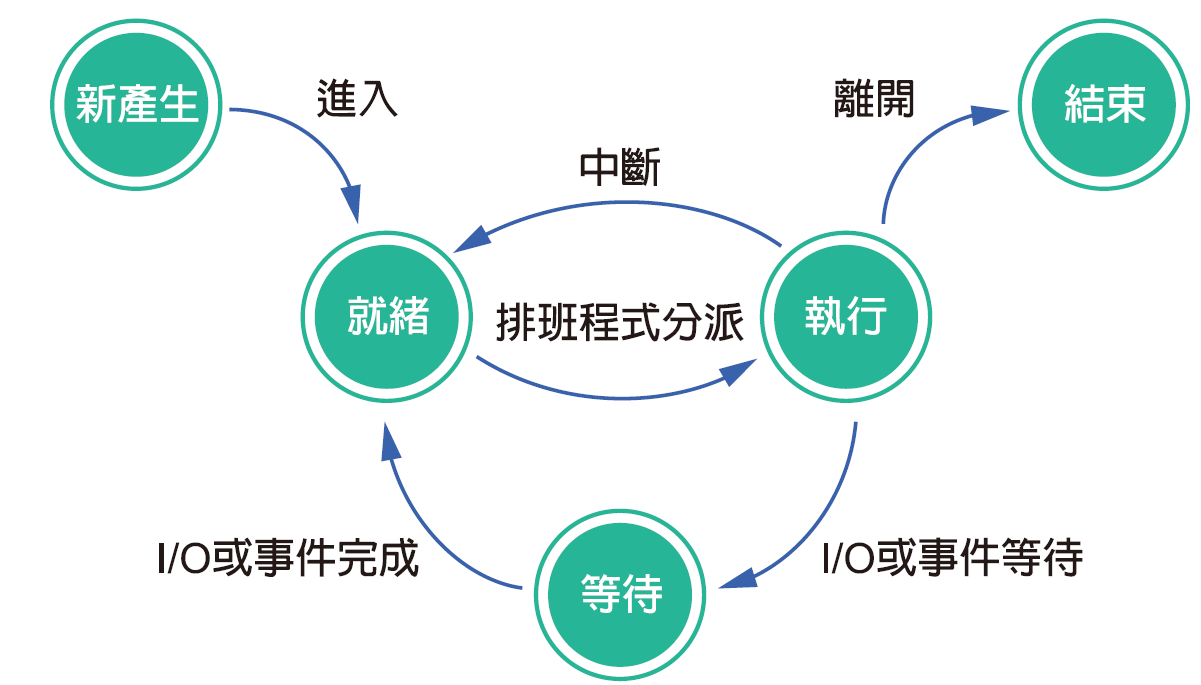 新產生
進入
離開
結束
中斷
就緒
排班程式分派
執行
I/O或事件完成
等待
I/O或事件等待